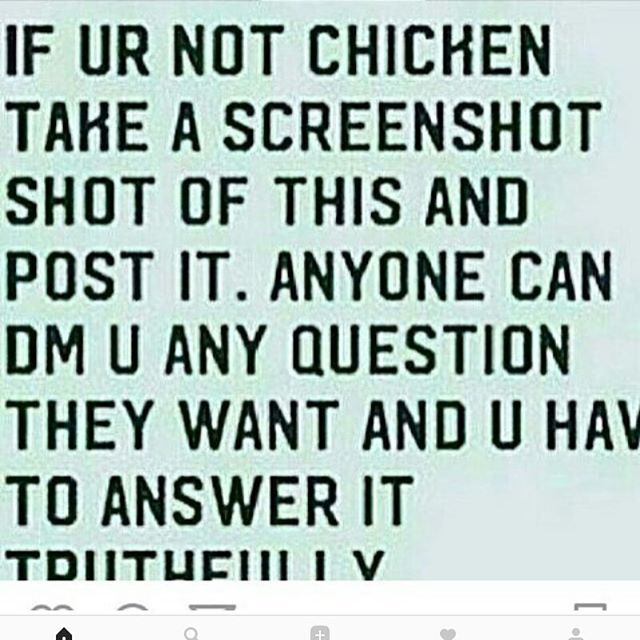 IF UR NOT CHICKEN
TAKE A SCREENSHOT
SHOT OF THIS AND
POST IT. ANYONE CAN
DM U ANY QUESTION
THEY WANT AND U HAV
TO ANSWER IT
TRUTHFULLY